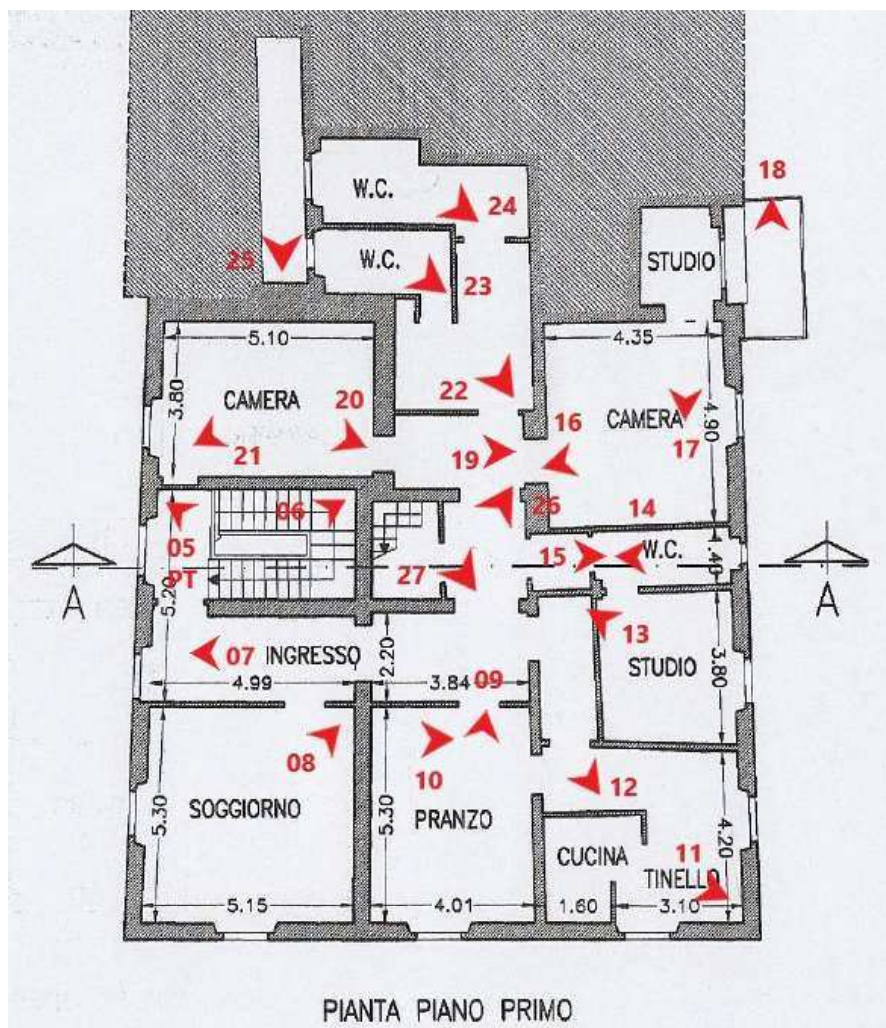 W.C.
24
18
25
W.C.
23
STUDIO
5.10
4.35
3.80
CAMERA
20
22
16
CAMERA
4.90
21
19
17
06
26
14
05
PT
15
W.C.
.40
27
A
A
5.20
13
07
INGRESSO
2.20
STUDIO
3.80
4.99
3.84
09
08
10
12
SOGGIORNO
PRANZO
5.30
5.30
CUCINA
11
TINELLO
4.20
5.15
4.01
1.60
3.10
PIANTA PIANO PRIMO